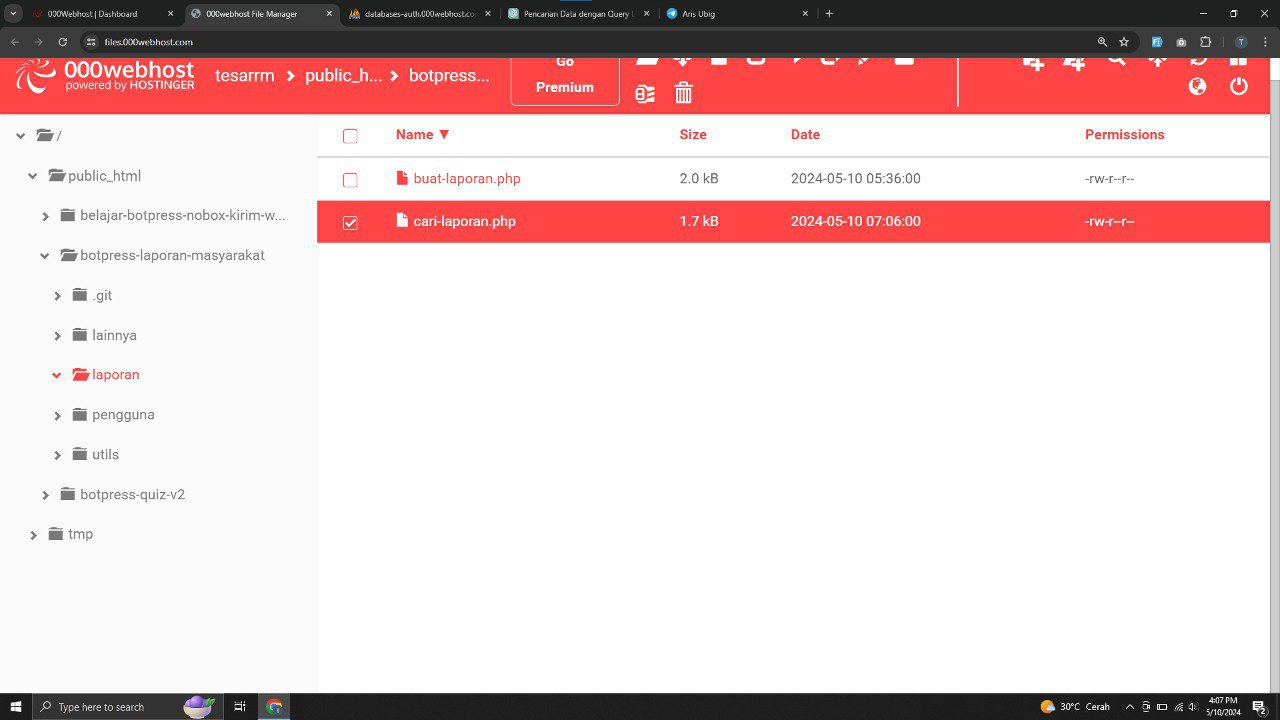 000webhost
000webhost File Manager
databases-auth.000webhost.com
Pencarian Data dengan Query
Aris Ubig
files.000webhost.com
T
000webhost
powered by HOSTINGER
tesarrm
public_h...
botpress...
Go
Premium
/
public_html
belajar-botpress-nobox-kirim-w...
botpress-laporan-masyarakat
.git
lainnya
laporan
pengguna
utils
botpress-quiz-v2
tmp
Name ▼ Size Date Permissions
buat-laporan.php 2.0 kB 2024-05-10 05:36:00 -rw-r--r--
cari-laporan.php 1.7 kB 2024-05-10 07:06:00 -rw-r--r--
Type here to search
30°C Cerah
4:07 PM
5/10/2024
2